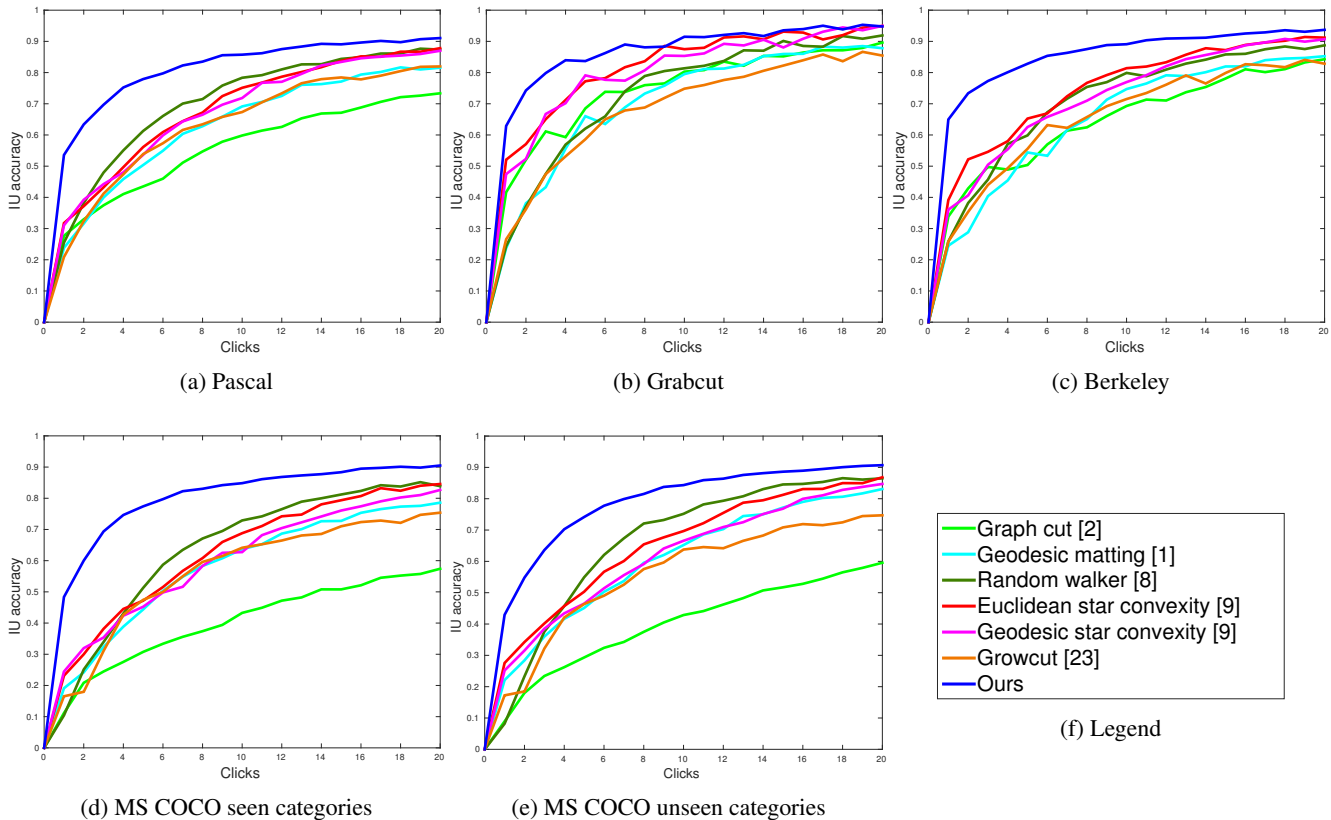 1
0.9
0.8
0.7
0.6
0.5
0.4
0.3
0.2
0.1
0
IU accuracy
0 2 4 6 8 10 12 14 16 18 20
Clicks
(a) Pascal
1
0.9
0.8
0.7
0.6
0.5
0.4
0.3
0.2
0.1
0
IU accuracy
0 2 4 6 8 10 12 14 16 18 20
Clicks
(b) Grabcut
1
0.9
0.8
0.7
0.6
0.5
0.4
0.3
0.2
0.1
0
IU accuracy
0 2 4 6 8 10 12 14 16 18 20
Clicks
(c) Berkeley
1
0.9
0.8
0.7
0.6
0.5
0.4
0.3
0.2
0.1
0
IU accuracy
0 2 4 6 8 10 12 14 16 18 20
Clicks
(d) MS COCO seen categories
1
0.9
0.8
0.7
0.6
0.5
0.4
0.3
0.2
0.1
0
IU accuracy
0 2 4 6 8 10 12 14 16 18 20
Clicks
(e) MS COCO unseen categories
Graph cut [2]
Geodesic matting [1]
Random walker [8]
Euclidean star convexity [9]
Geodesic star convexity [9]
Growcut [23]
Ours
(f) Legend